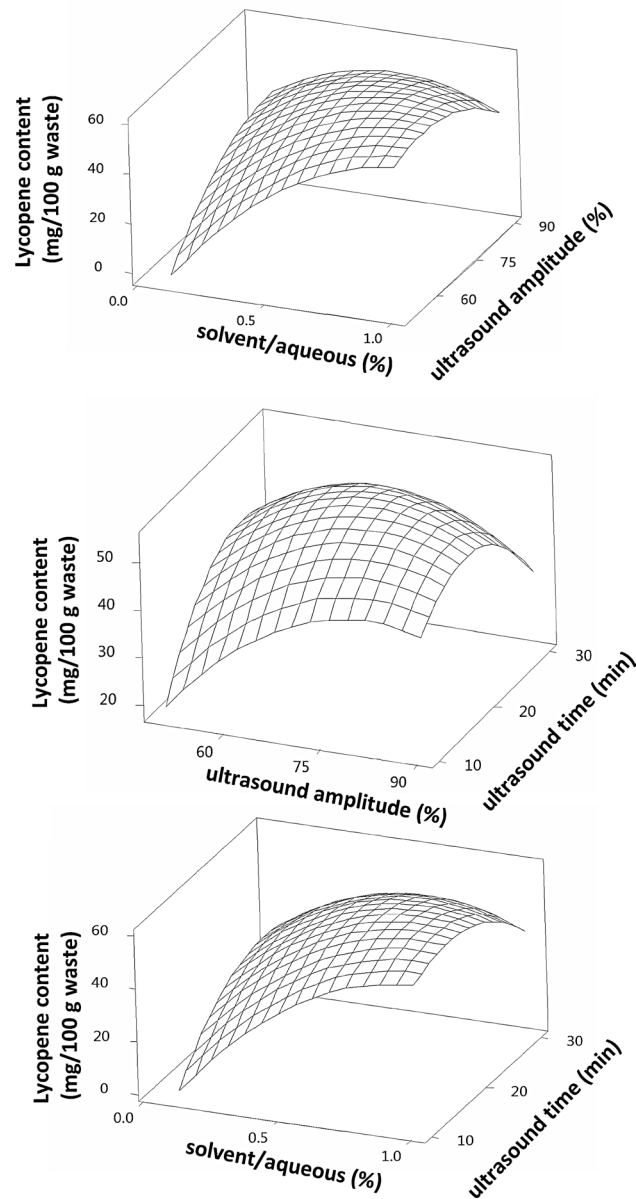 Lycopene content
(mg/100 g waste)
60
40
20
0
0.0
0.5
1.0
solvent/aqueous (%)
60
75
90
ultrasound amplitude (%)
Lycopene content
(mg/100 g waste)
50
40
30
20
60
75
90
ultrasound amplitude (%)
10
20
30
ultrasound time (min)
Lycopene content
(mg/100 g waste)
60
40
20
0
0.0
0.5
1.0
solvent/aqueous (%)
10
20
30
ultrasound time (min)